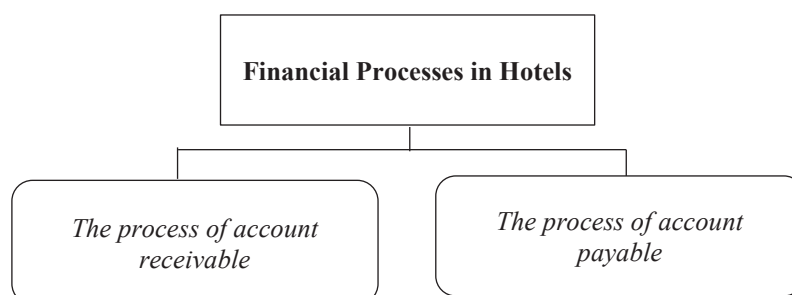 Financial Processes in Hotels
The process of account
receivable
The process of account
payable